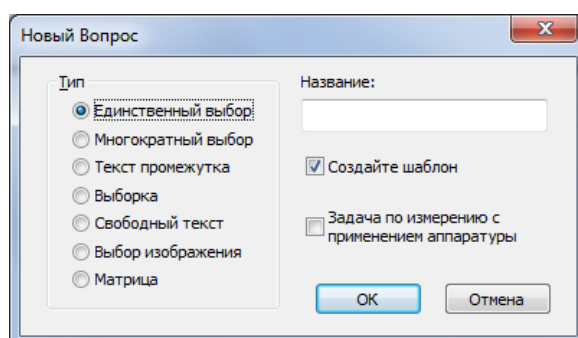 Новый Вопрос
Тип
Единственный выбор
Многократный выбор
Текст промежутка
Выборка
Свободный текст
Выбор изображения
Матрица
Название:
Создайте шаблон
Задача по измерению с
применением аппаратуры
OK
Отмена